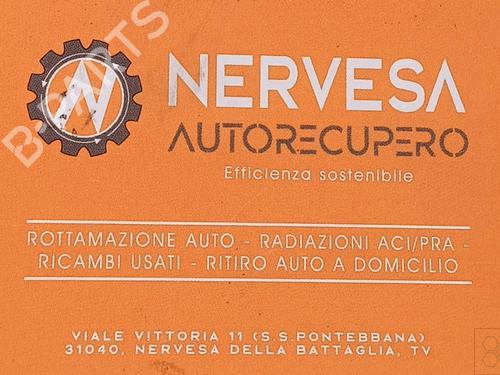 B-PARTS
NERVESA
AUTORECUPERO
Efficienza sostenibile
ROTTAMAZIONE AUTO - RADIAZIONI ACI/PRA -
RICAMBI USATI - RITIRO AUTO A DOMICILIO
VIALE VITTORIA 11 (S.S.PONTEBBANA)
31040, NERVESA DELLA BATTAGLIA, TV